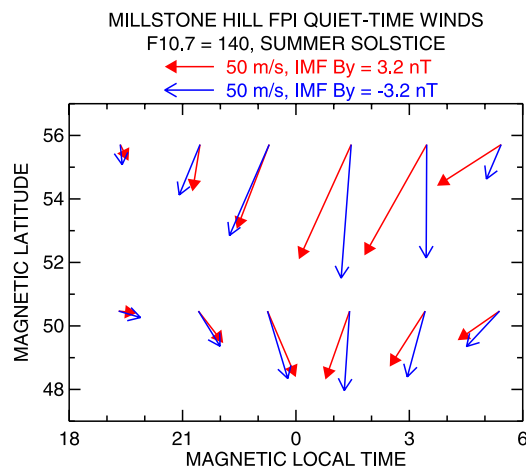 MILLSTONE HILL FPI QUIET-TIME WINDS
F10.7 = 140, SUMMER SOLSTICE
50 m/s, IMF By = 3.2 nT
50 m/s, IMF By = -3.2 nT
56
54
52
50
48
MAGNETIC LATITUDE
18 21 0 3 6
MAGNETIC LOCAL TIME